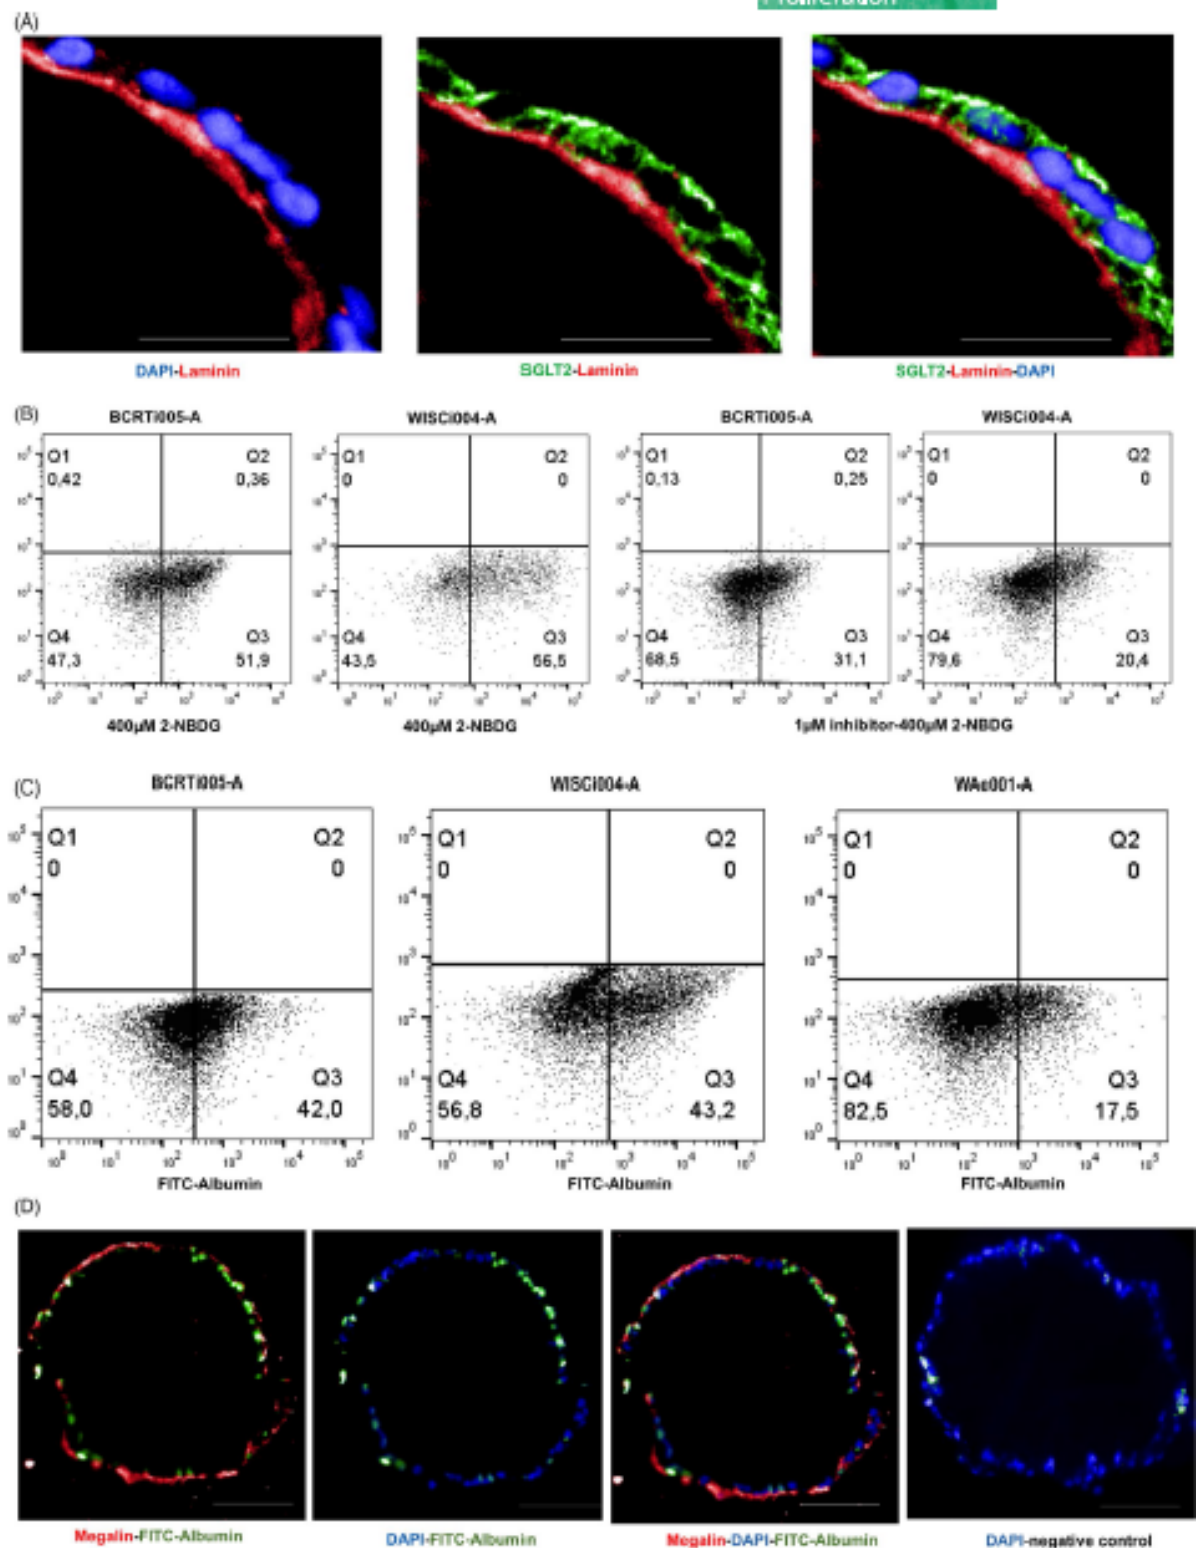 Proliferation
(A)
DAPI-Laminin
SGLT2-Laminin
SGLT2-Laminin-DAPI
(B)
BCRTi005-A
WISCi004-A
BCRTi005-A
WISCi004-A
Q1
0,42
Q2
0,36
Q4
47,3
Q3
51,9
Q1
0
Q2
0
Q4
43,5
Q3
56,5
Q1
0,13
Q2
0,25
Q4
68,5
Q3
31,1
Q1
0
Q2
0
Q4
79,6
Q3
20,4
400µM 2-NBDG
400µM 2-NBDG
1µM inhibitor-400µM 2-NBDG
(C)
BCRTi005-A
WISCi004-A
WAe001-A
Q1
0
Q2
0
Q4
58,0
Q3
42,0
Q1
0
Q2
0
Q4
56,8
Q3
43,2
Q1
0
Q2
0
Q4
82,5
Q3
17,5
FITC-Albumin
FITC-Albumin
FITC-Albumin
(D)
Megalin-FITC-Albumin
DAPI-FITC-Albumin
Megalin-DAPI-FITC-Albumin
DAPI-negative control